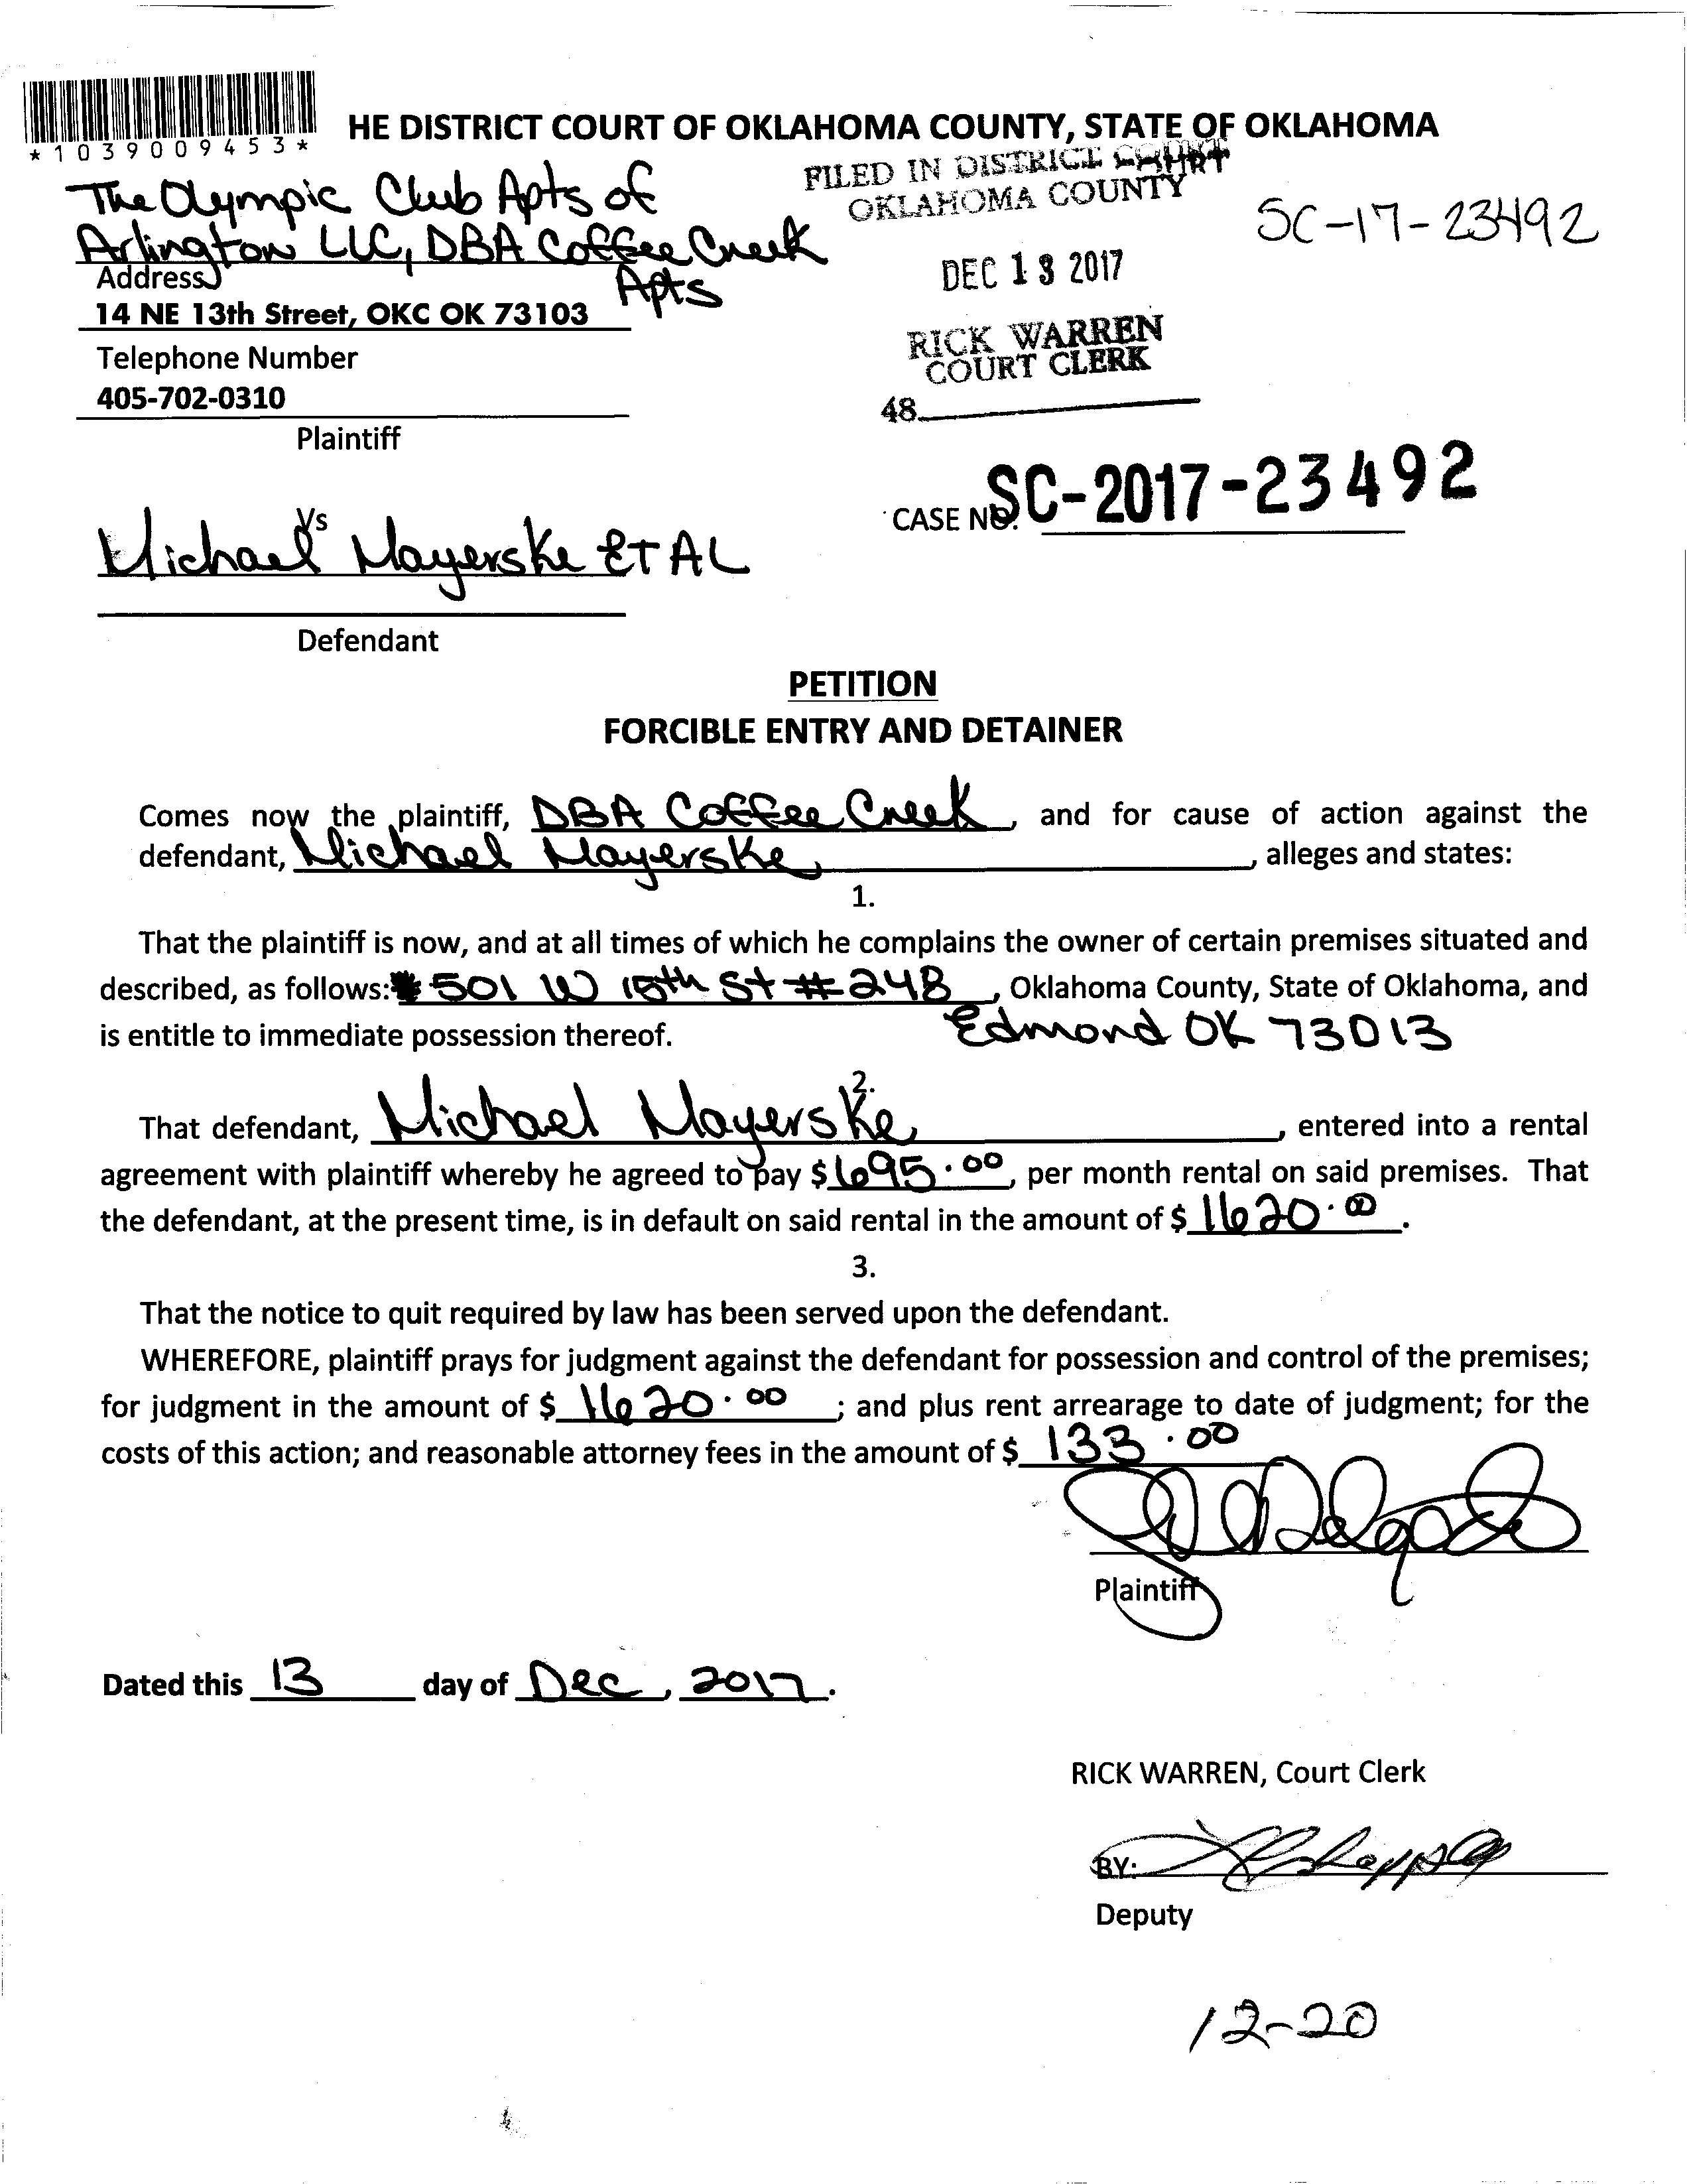 *1039009453*
HE DISTRICT COURT OF OKLAHOMA COUNTY, STATE OF OKLAHOMA
The Olympic Club Apts of
Arlington LLC, DBA Coffee Creek
Apts
Address
14 NE 13th Street, OKC OK 73103
Telephone Number
405-702-0310
Plaintiff
FILED IN DISTRICT COURT
OKLAHOMA COUNTY
SC-17-23492
DEC 13 2017
RICK WARREN
COURT CLERK
48
CASE NO. SC-2017-23492
Vs
Michael Mayerske ET AL
Defendant
PETITION
FORCIBLE ENTRY AND DETAINER
Comes now the plaintiff, DBA Coffee Creek, and for cause of action against the
defendant, Michael Mayerske, alleges and states:
1.
That the plaintiff is now, and at all times of which he complains the owner of certain premises situated and
described, as follows: 501 W 15th St #248, Oklahoma County, State of Oklahoma, and
is entitle to immediate possession thereof. Edmond OK 73013
2.
That defendant, Michael Mayerske, entered into a rental
agreement with plaintiff whereby he agreed to pay $695.00, per month rental on said premises. That
the defendant, at the present time, is in default on said rental in the amount of $ 1620.00.
3.
That the notice to quit required by law has been served upon the defendant.
WHEREFORE, plaintiff prays for judgment against the defendant for possession and control of the premises;
for judgment in the amount of $ 1620.00; and plus rent arrearage to date of judgment; for the
costs of this action; and reasonable attorney fees in the amount of $ 133.00
Plaintiff
Dated this 13 day of Dec, 2017.
RICK WARREN, Court Clerk
BY:
Deputy
12-20